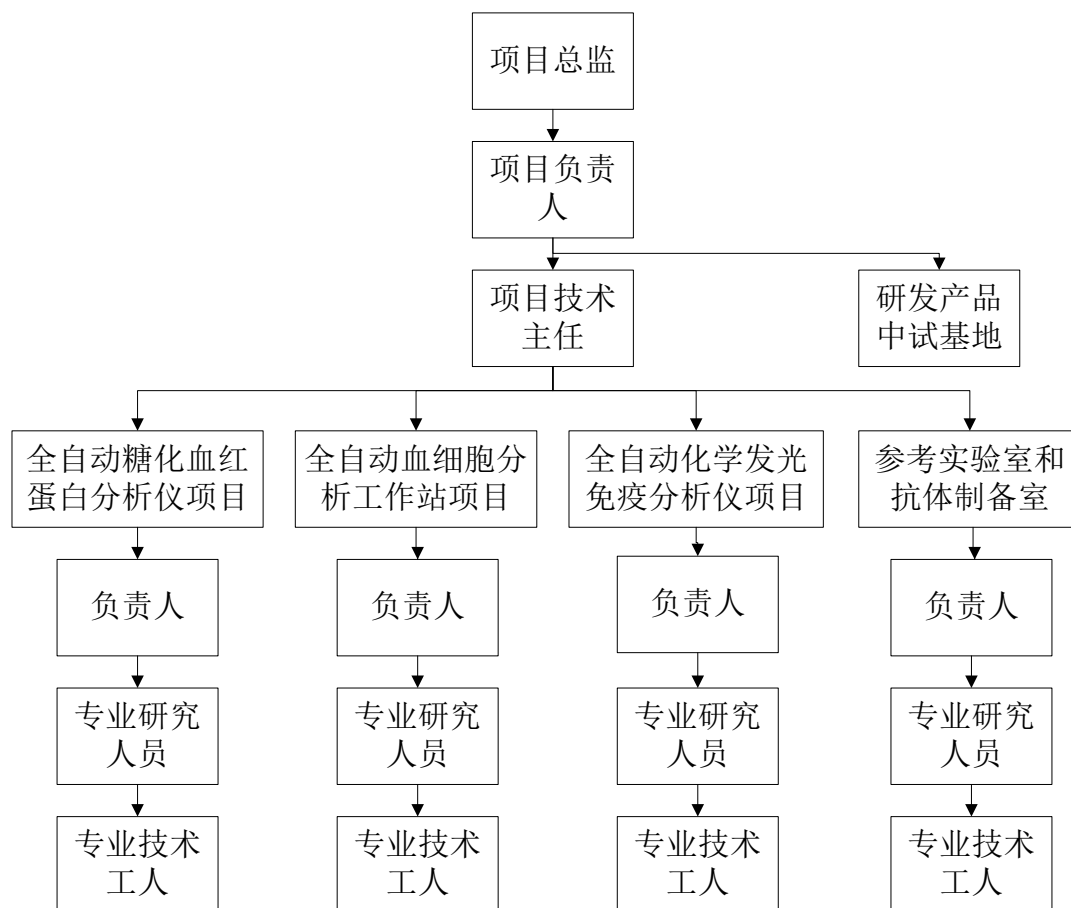 项目总监
项目负责
人
项目技术
主任
研发产品
中试基地
全自动糖化血红
蛋白分析仪项目
全自动血细胞分
析工作站项目
全自动化学发光
免疫分析仪项目
参考实验室和
抗体制备室
负责人
负责人
负责人
负责人
专业研究
人员
专业研究
人员
专业研究
人员
专业研究
人员
专业技术
工人
专业技术
工人
专业技术
工人
专业技术
工人